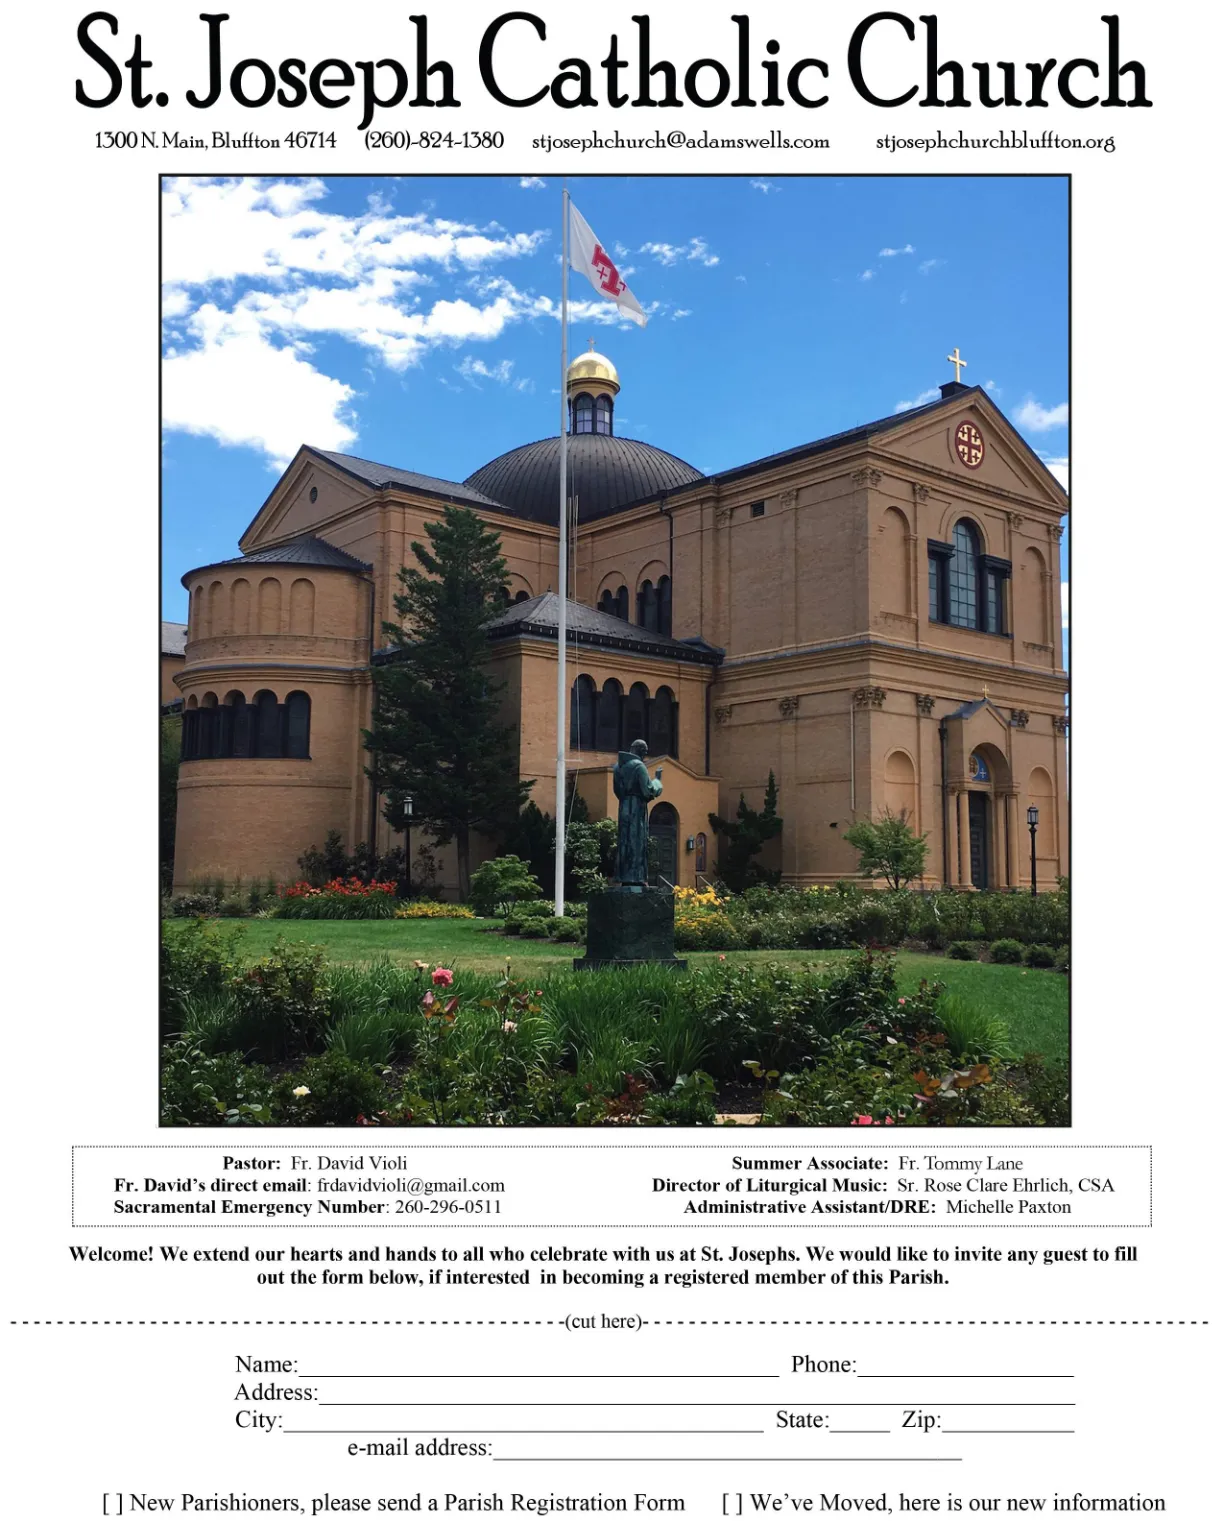 St. Joseph Catholic Church
1300 N. Main, Bluffton 46714 (260)-824-1380 stjosephchurch@adamswells.com stjosephchurchbluffton.org
Pastor: Fr. David Violi
Fr. David's direct email: frdavidvioli@gmail.com
Sacramental Emergency Number: 260-296-0511
Summer Associate: Fr. Tommy Lane
Director of Liturgical Music: Sr. Rose Clare Ehrlich, CSA
Administrative Assistant/DRE: Michelle Paxton
Welcome! We extend our hearts and hands to all who celebrate with us at St. Josephs. We would like to invite any guest to fill
out the form below, if interested in becoming a registered member of this Parish.
(cut here)
Name: Phone:
Address:
City: State: Zip:
e-mail address:
[ ] New Parishioners, please send a Parish Registration Form [ ] We've Moved, here is our new information